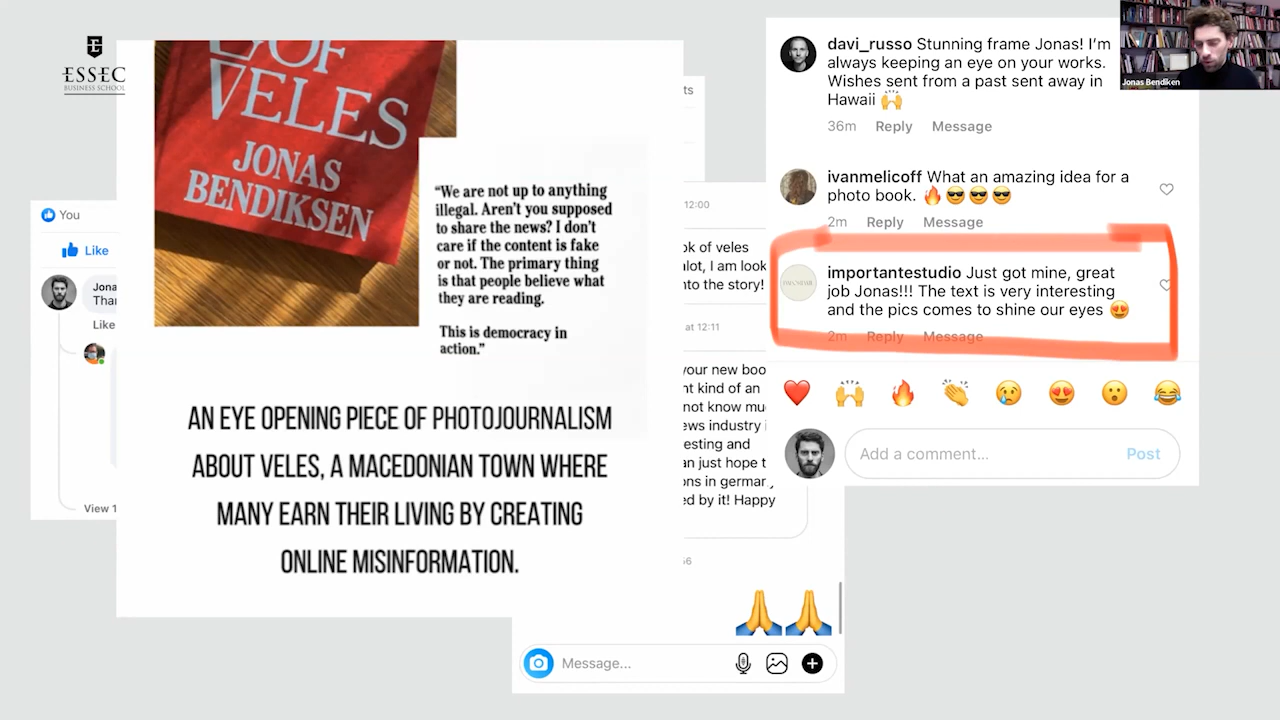 ESSEC
BUSINESS SCHOOL
OF
VELES
JONAS
BENDIKSEN
“We are not up to anything
illegal. Aren’t you supposed
to share the news? I don’t
care if the content is fake
or not. The primary thing
is that people believe what
they are reading.
This is democracy in
action.”
AN EYE OPENING PIECE OF PHOTOJOURNALISM
ABOUT VELES, A MACEDONIAN TOWN WHERE
MANY EARN THEIR LIVING BY CREATING
ONLINE MISINFORMATION.
You
Like
Jona
Like
View 1
12:00
ok of veles
alot, I am look
nto the story!
at 12:11
your new boo
nt kind of an
not know mu
ews industry i
esting and
an just hope t
ons in german
ed by it! Happy
Message...
davi_russo Stunning frame Jonas! I’m
always keeping an eye on your works.
Wishes sent from a past sent away in
Hawaii 🙌
36m Reply Message
ivanmelicoff What an amazing idea for a
photo book. 🔥😎😎😎
2m Reply Message
importantestudio Just got mine, great
job Jonas!!! The text is very interesting
and the pics comes to shine our eyes 😍
2m Reply Message
Add a comment... Post
Jonas Bendiken